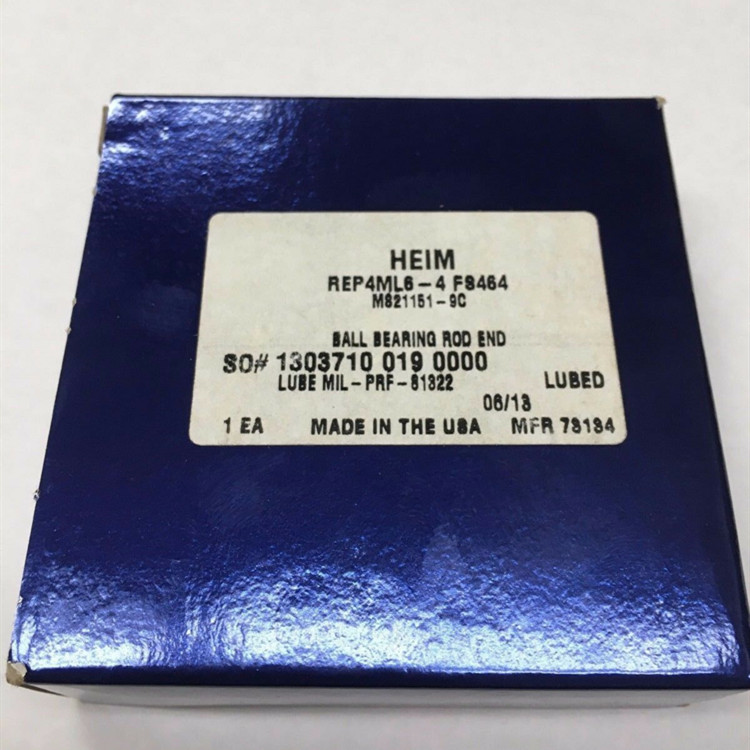 HEIM
REP4ML6-4 FS464
MS21151-9C
BALL BEARING ROD END
SO# 1303710 019 0000
LUBE MIL-PRF-81322
LUBED
06/13
1 EA MADE IN THE USA MFR 73134